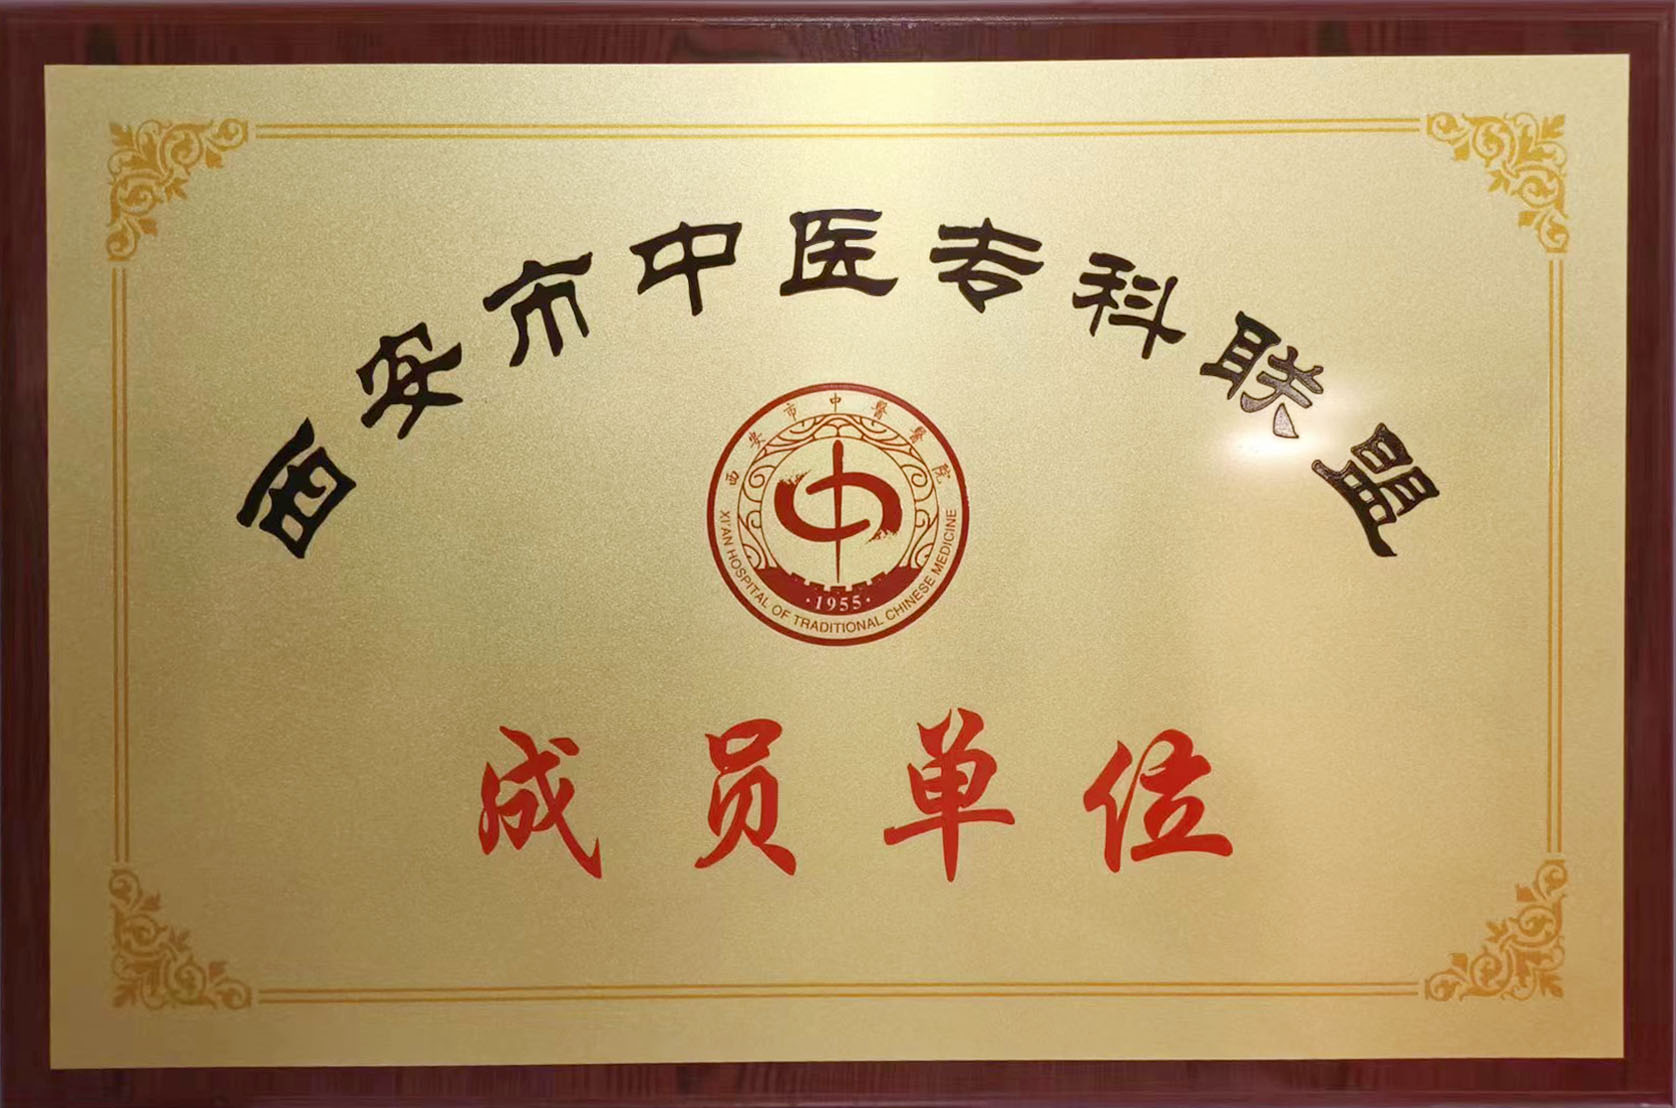 西安市中医专科联盟
西安市中醫醫院
XI'AN HOSPITAL OF TRADITIONAL CHINESE MEDICINE
·1955·
成员单位